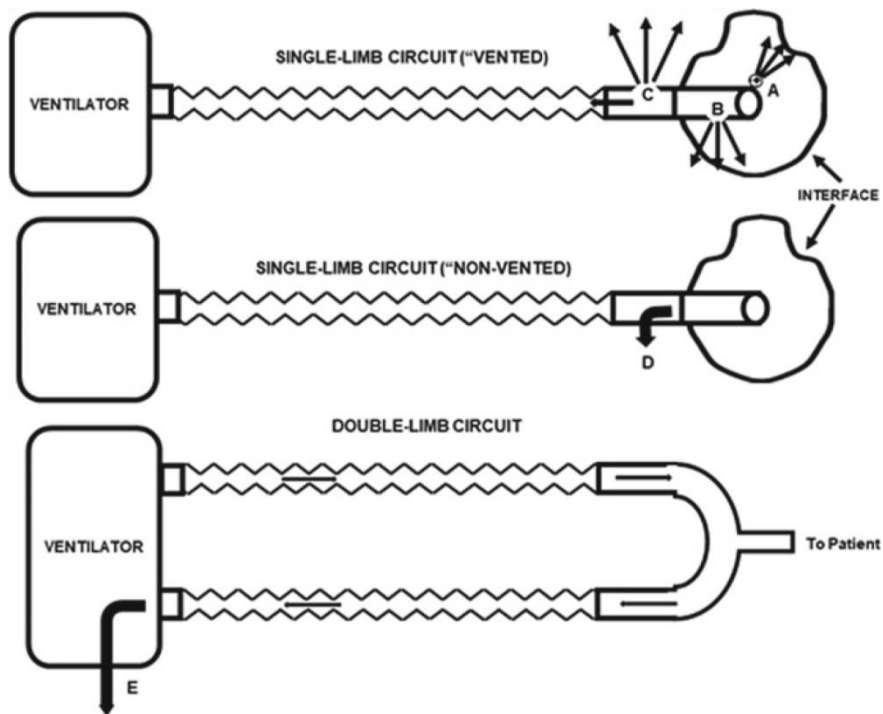 SINGLE-LIMB CIRCUIT ("VENTED)
VENTILATOR
C
A
B
INTERFACE
SINGLE-LIMB CIRCUIT ("NON-VENTED)
VENTILATOR
D
DOUBLE-LIMB CIRCUIT
VENTILATOR
To Patient
E